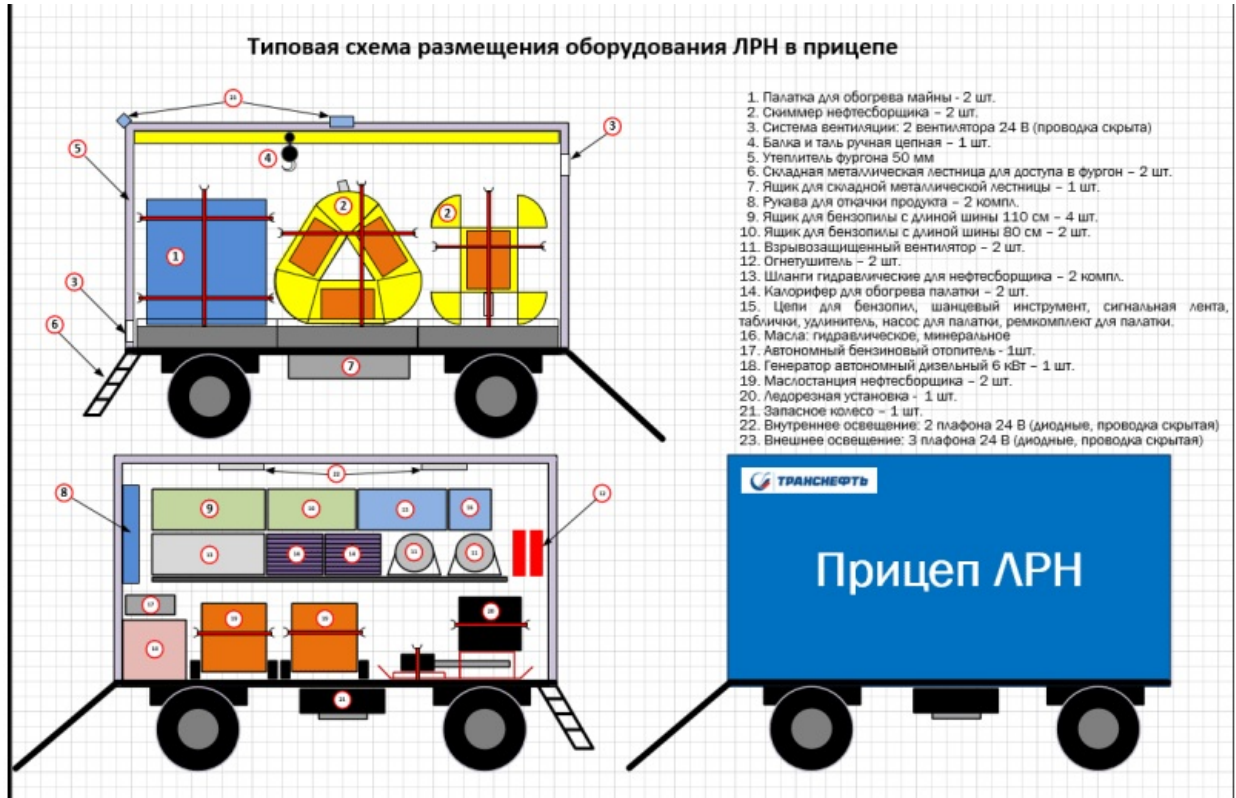 Типовая схема размещения оборудования ЛРН в прицепе
1. Палатка для обогрева майны - 2 шт.
2. Скиммер нефтесборщика – 2 шт.
3. Система вентиляции: 2 вентилятора 24 В (проводка скрыта)
4. Балка и таль ручная цепная – 1 шт.
5. Утеплитель фургона 50 мм
6. Складная металлическая лестница для доступа в фургон – 2 шт.
7. Ящик для складной металлической лестницы – 1 шт.
8. Рукава для откачки продукта – 2 компл.
9. Ящик для бензопилы с длиной шины 110 см – 4 шт.
10. Ящик для бензопилы с длиной шины 80 см – 2 шт.
11. Взрывозащищенный вентилятор – 2 шт.
12. Огнетушитель – 2 шт.
13. Шланги гидравлические для нефтесборщика – 2 компл.
14. Калорифер для обогрева палатки – 2 шт.
15. Цепи для бензопил, шанцевый инструмент, сигнальная лента,
таблички, удлинитель, насос для палатки, ремкомплект для палатки.
16. Масла: гидравлическое, минеральное
17. Автономный бензиновый отопитель - 1шт.
18. Генератор автономный дизельный 6 кВт – 1 шт.
19. Маслостанция нефтесборщика – 2 шт.
20. Ледорезная установка - 1 шт.
21. Запасное колесо – 1 шт.
22. Внутреннее освещение: 2 плафона 24 В (диодные, проводка скрытая)
23. Внешнее освещение: 3 плафона 24 В (диодные, проводка скрытая)
3
5
4
2
2
1
3
6
7
8
9
17
20
ТРАНСНЕФТЬ
Прицеп ЛРН